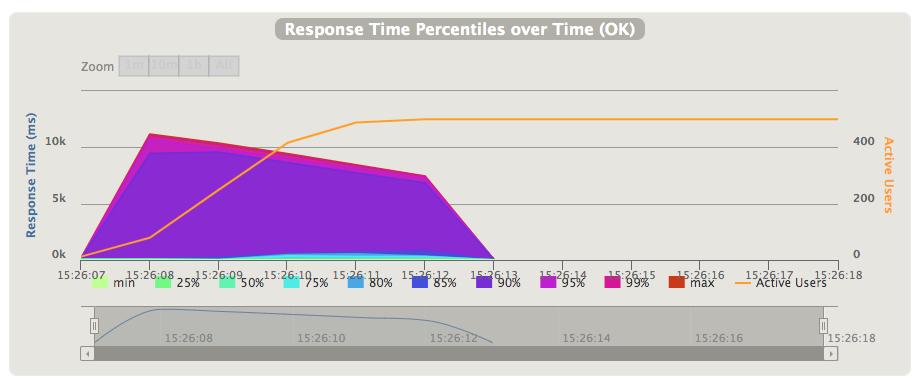 Response Time Percentiles over Time (OK)
Zoom 1m 10m 1h All
Response Time (ms)
10k
5k
0k
400
200
0
Active Users
15:26:07 15:26:08 15:26:09 15:26:10 15:26:11 15:26:12 15:26:13 15:26:14 15:26:15 15:26:16 15:26:17 15:26:18
min 25% 50% 75% 80% 85% 90% 95% 99% max Active Users
15:26:08 15:26:10 15:26:12 15:26:14 15:26:16 15:26:18